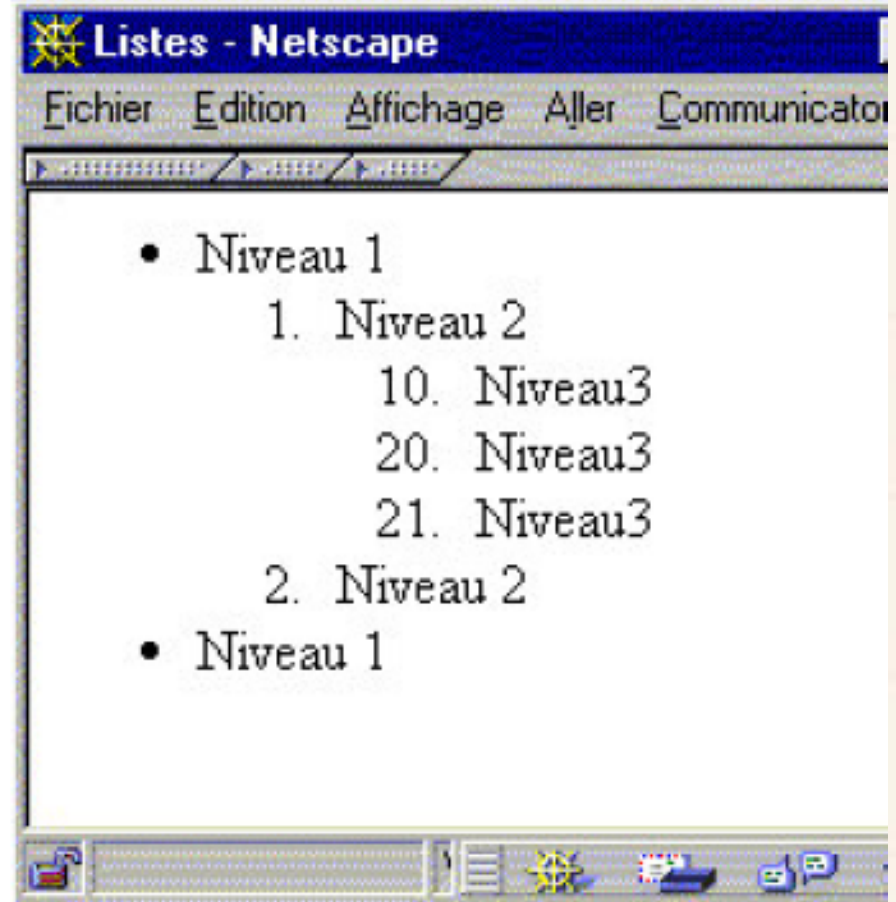 Listes - Netscape
Fichier Edition Affichage Aller Communicator
• Niveau 1
1. Niveau 2
10. Niveau3
20. Niveau3
21. Niveau3
2. Niveau 2
• Niveau 1